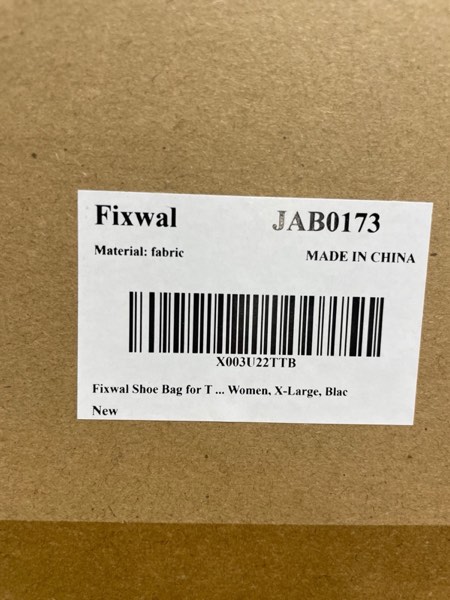 Fixwal JAB0173
Material: fabric MADE IN CHINA
X003U22TTB
Fixwal Shoe Bag for T ... Women, X-Large, Blac
New